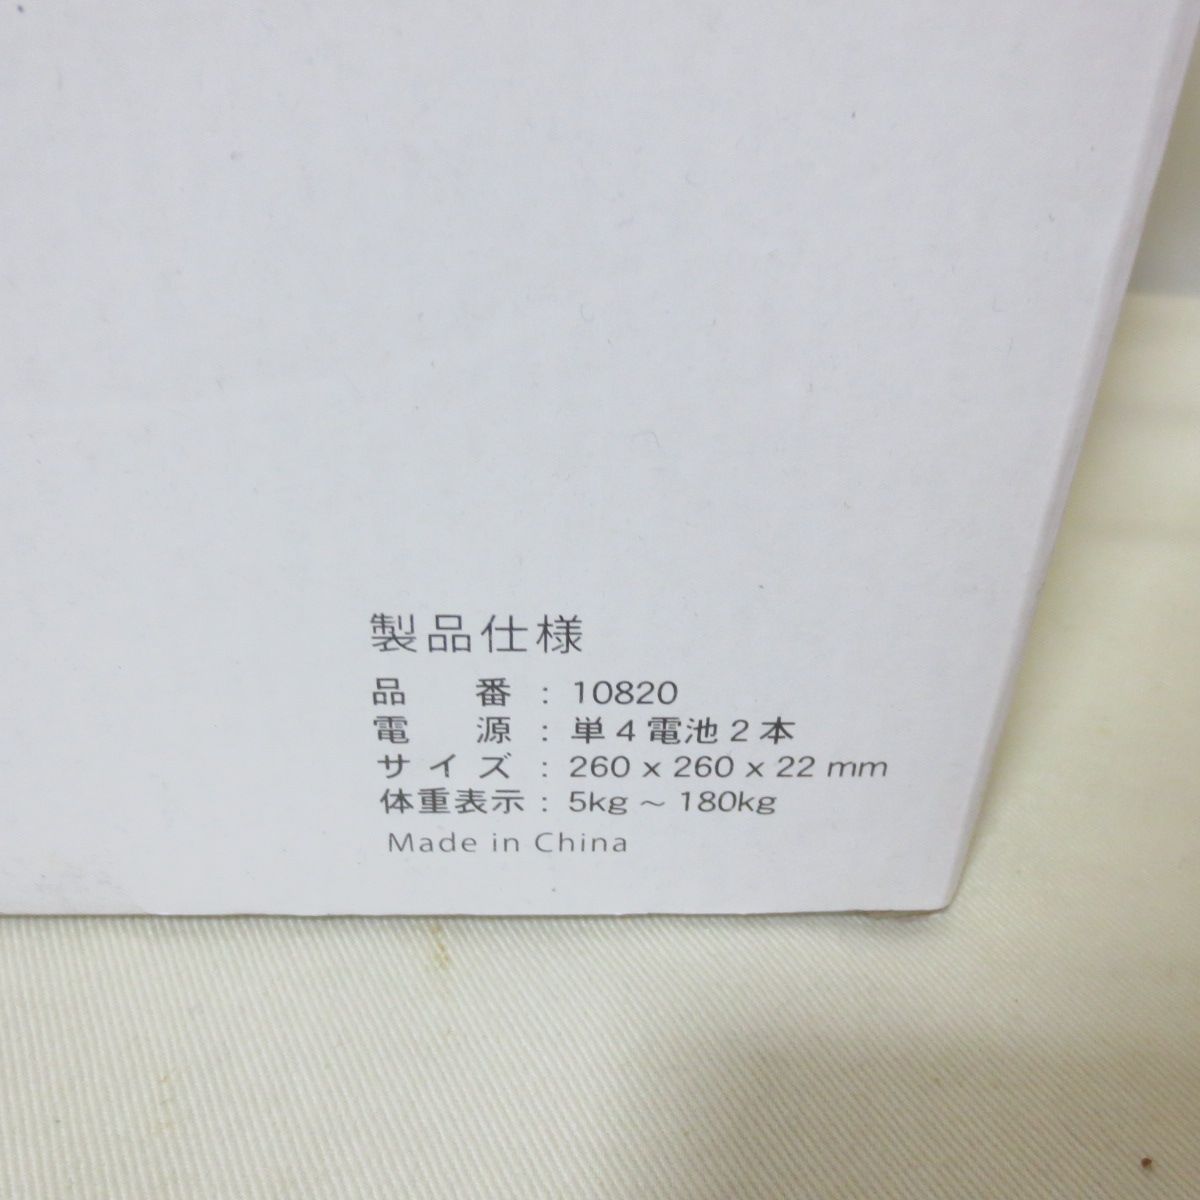 製品仕様
品番：10820
電源：単4電池2本
サイズ：260 x 260 x 22 mm
体重表示：5kg～180kg
Made in China